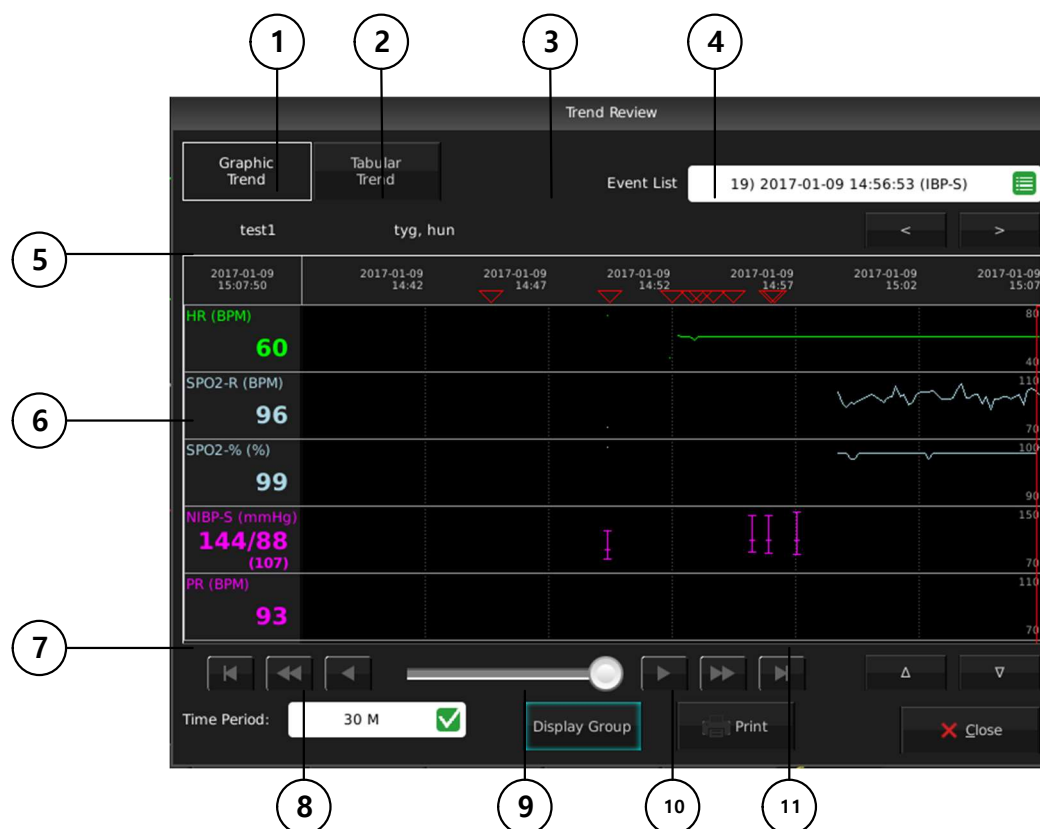 1
2
3
4
Trend Review
Graphic
Trend
Tabular
Trend
Event List
19) 2017-01-09 14:56:53 (IBP-S)
test1
tyg, hun
<
>
5
2017-01-09
15:07:50
2017-01-09
14:42
2017-01-09
14:47
2017-01-09
14:52
2017-01-09
14:57
2017-01-09
15:02
2017-01-09
15:07
HR (BPM)
60
80
40
6
SPO2-R (BPM)
96
110
70
SPO2-% (%)
99
100
90
NIBP-S (mmHg)
144/88
(107)
150
70
PR (BPM)
93
110
70
7
Time Period:
30 M
Display Group
Print
Close
8
9
10
11